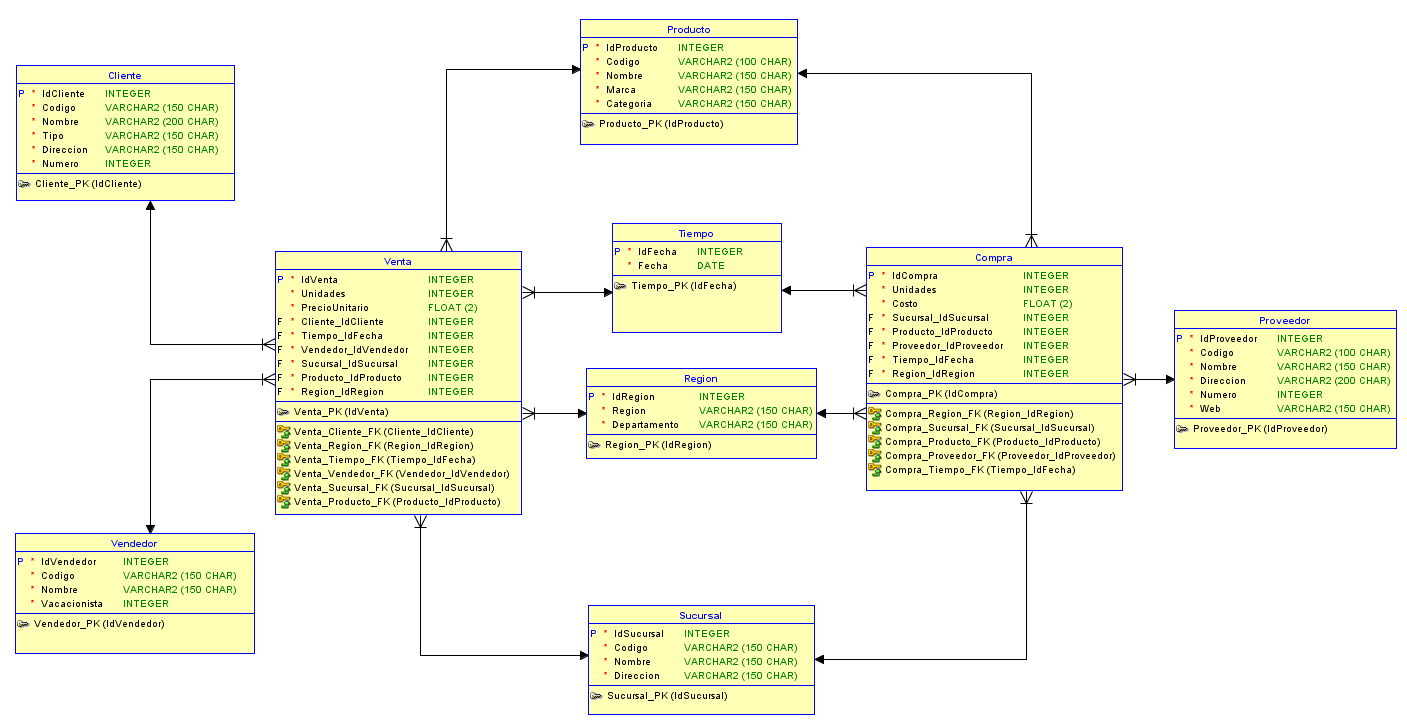 Producto
P * IdProducto INTEGER
* Codigo VARCHAR2 (100 CHAR)
* Nombre VARCHAR2 (150 CHAR)
* Marca VARCHAR2 (150 CHAR)
* Categoria VARCHAR2 (150 CHAR)
Producto_PK (IdProducto)
Cliente
P * IdCliente INTEGER
* Codigo VARCHAR2 (150 CHAR)
* Nombre VARCHAR2 (200 CHAR)
* Tipo VARCHAR2 (150 CHAR)
* Direccion VARCHAR2 (150 CHAR)
* Numero INTEGER
Cliente_PK (IdCliente)
Tiempo
P * IdFecha INTEGER
* Fecha DATE
Tiempo_PK (IdFecha)
Venta
P * IdVenta INTEGER
* Unidades INTEGER
* PrecioUnitario FLOAT (2)
F * Cliente_IdCliente INTEGER
F * Tiempo_IdFecha INTEGER
F * Vendedor_IdVendedor INTEGER
F * Sucursal_IdSucursal INTEGER
F * Producto_IdProducto INTEGER
F * Region_IdRegion INTEGER
Venta_PK (IdVenta)
Venta_Cliente_FK (Cliente_IdCliente)
Venta_Region_FK (Region_IdRegion)
Venta_Tiempo_FK (Tiempo_IdFecha)
Venta_Vendedor_FK (Vendedor_IdVendedor)
Venta_Sucursal_FK (Sucursal_IdSucursal)
Venta_Producto_FK (Producto_IdProducto)
Compra
P * IdCompra INTEGER
* Unidades INTEGER
* Costo FLOAT (2)
F * Sucursal_IdSucursal INTEGER
F * Producto_IdProducto INTEGER
F * Proveedor_IdProveedor INTEGER
F * Tiempo_IdFecha INTEGER
F * Region_IdRegion INTEGER
Compra_PK (IdCompra)
Compra_Region_FK (Region_IdRegion)
Compra_Sucursal_FK (Sucursal_IdSucursal)
Compra_Producto_FK (Producto_IdProducto)
Compra_Proveedor_FK (Proveedor_IdProveedor)
Compra_Tiempo_FK (Tiempo_IdFecha)
Proveedor
P * IdProveedor INTEGER
* Codigo VARCHAR2 (100 CHAR)
* Nombre VARCHAR2 (150 CHAR)
* Direccion VARCHAR2 (200 CHAR)
* Numero INTEGER
* Web VARCHAR2 (150 CHAR)
Proveedor_PK (IdProveedor)
Region
P * IdRegion INTEGER
* Region VARCHAR2 (150 CHAR)
* Departamento VARCHAR2 (150 CHAR)
Region_PK (IdRegion)
Vendedor
P * IdVendedor INTEGER
* Codigo VARCHAR2 (150 CHAR)
* Nombre VARCHAR2 (150 CHAR)
* Vacacionista INTEGER
Vendedor_PK (IdVendedor)
Sucursal
P * IdSucursal INTEGER
* Codigo VARCHAR2 (150 CHAR)
* Nombre VARCHAR2 (150 CHAR)
* Direccion VARCHAR2 (150 CHAR)
Sucursal_PK (IdSucursal)